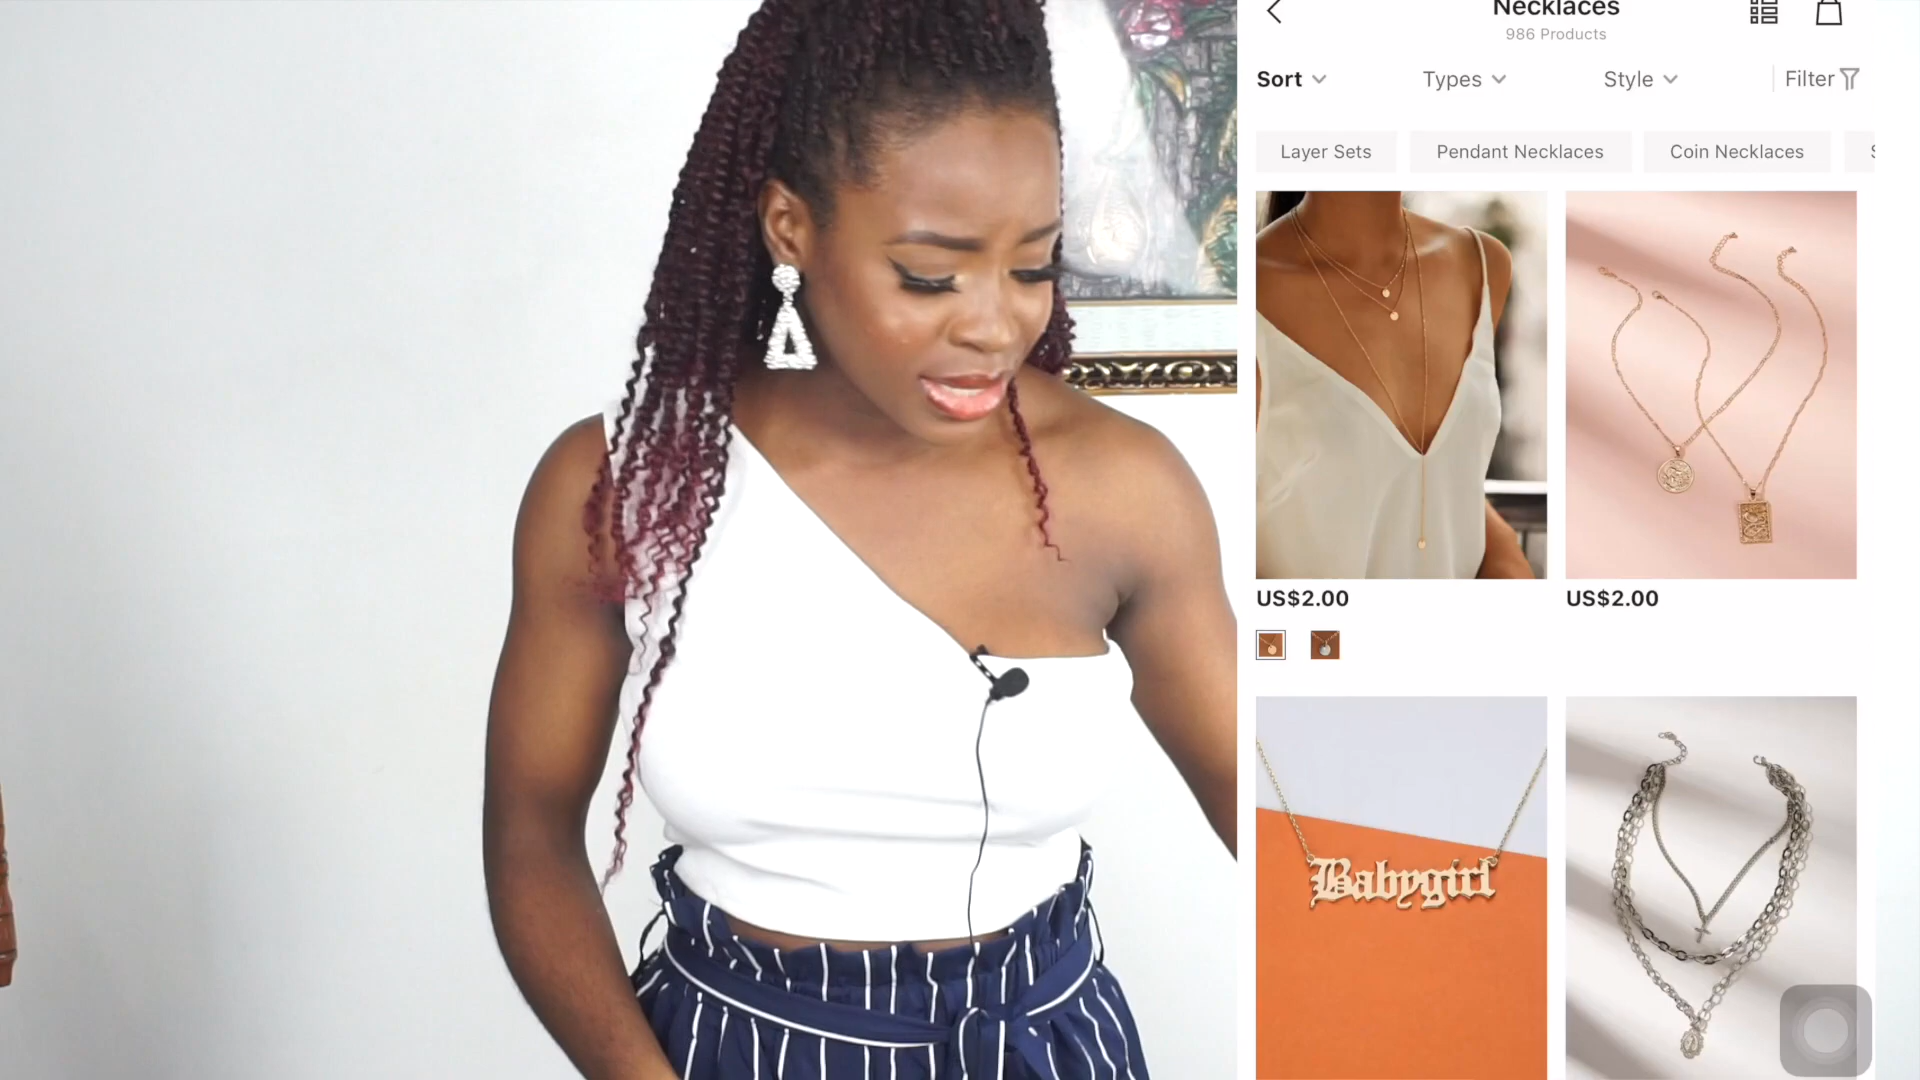 Necklaces
986 Products
Sort Types Style Filter
Layer Sets Pendant Necklaces Coin Necklaces
US$2.00 US$2.00
Babygirl